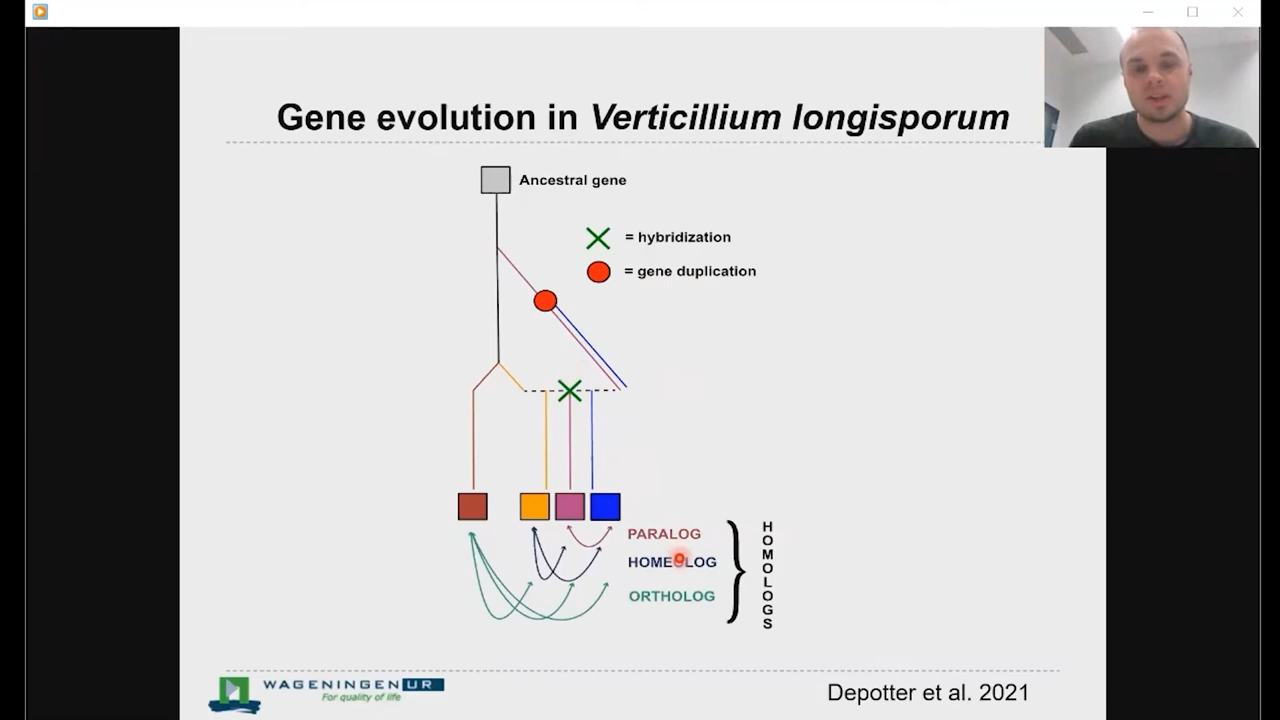 Gene evolution in Verticillium longisporum
Ancestral gene
= hybridization
= gene duplication
PARALOG
HOMEOLOG
ORTHOLOG
HOMOLOGS
WAGENINGEN UR
For quality of life
Depotter et al. 2021